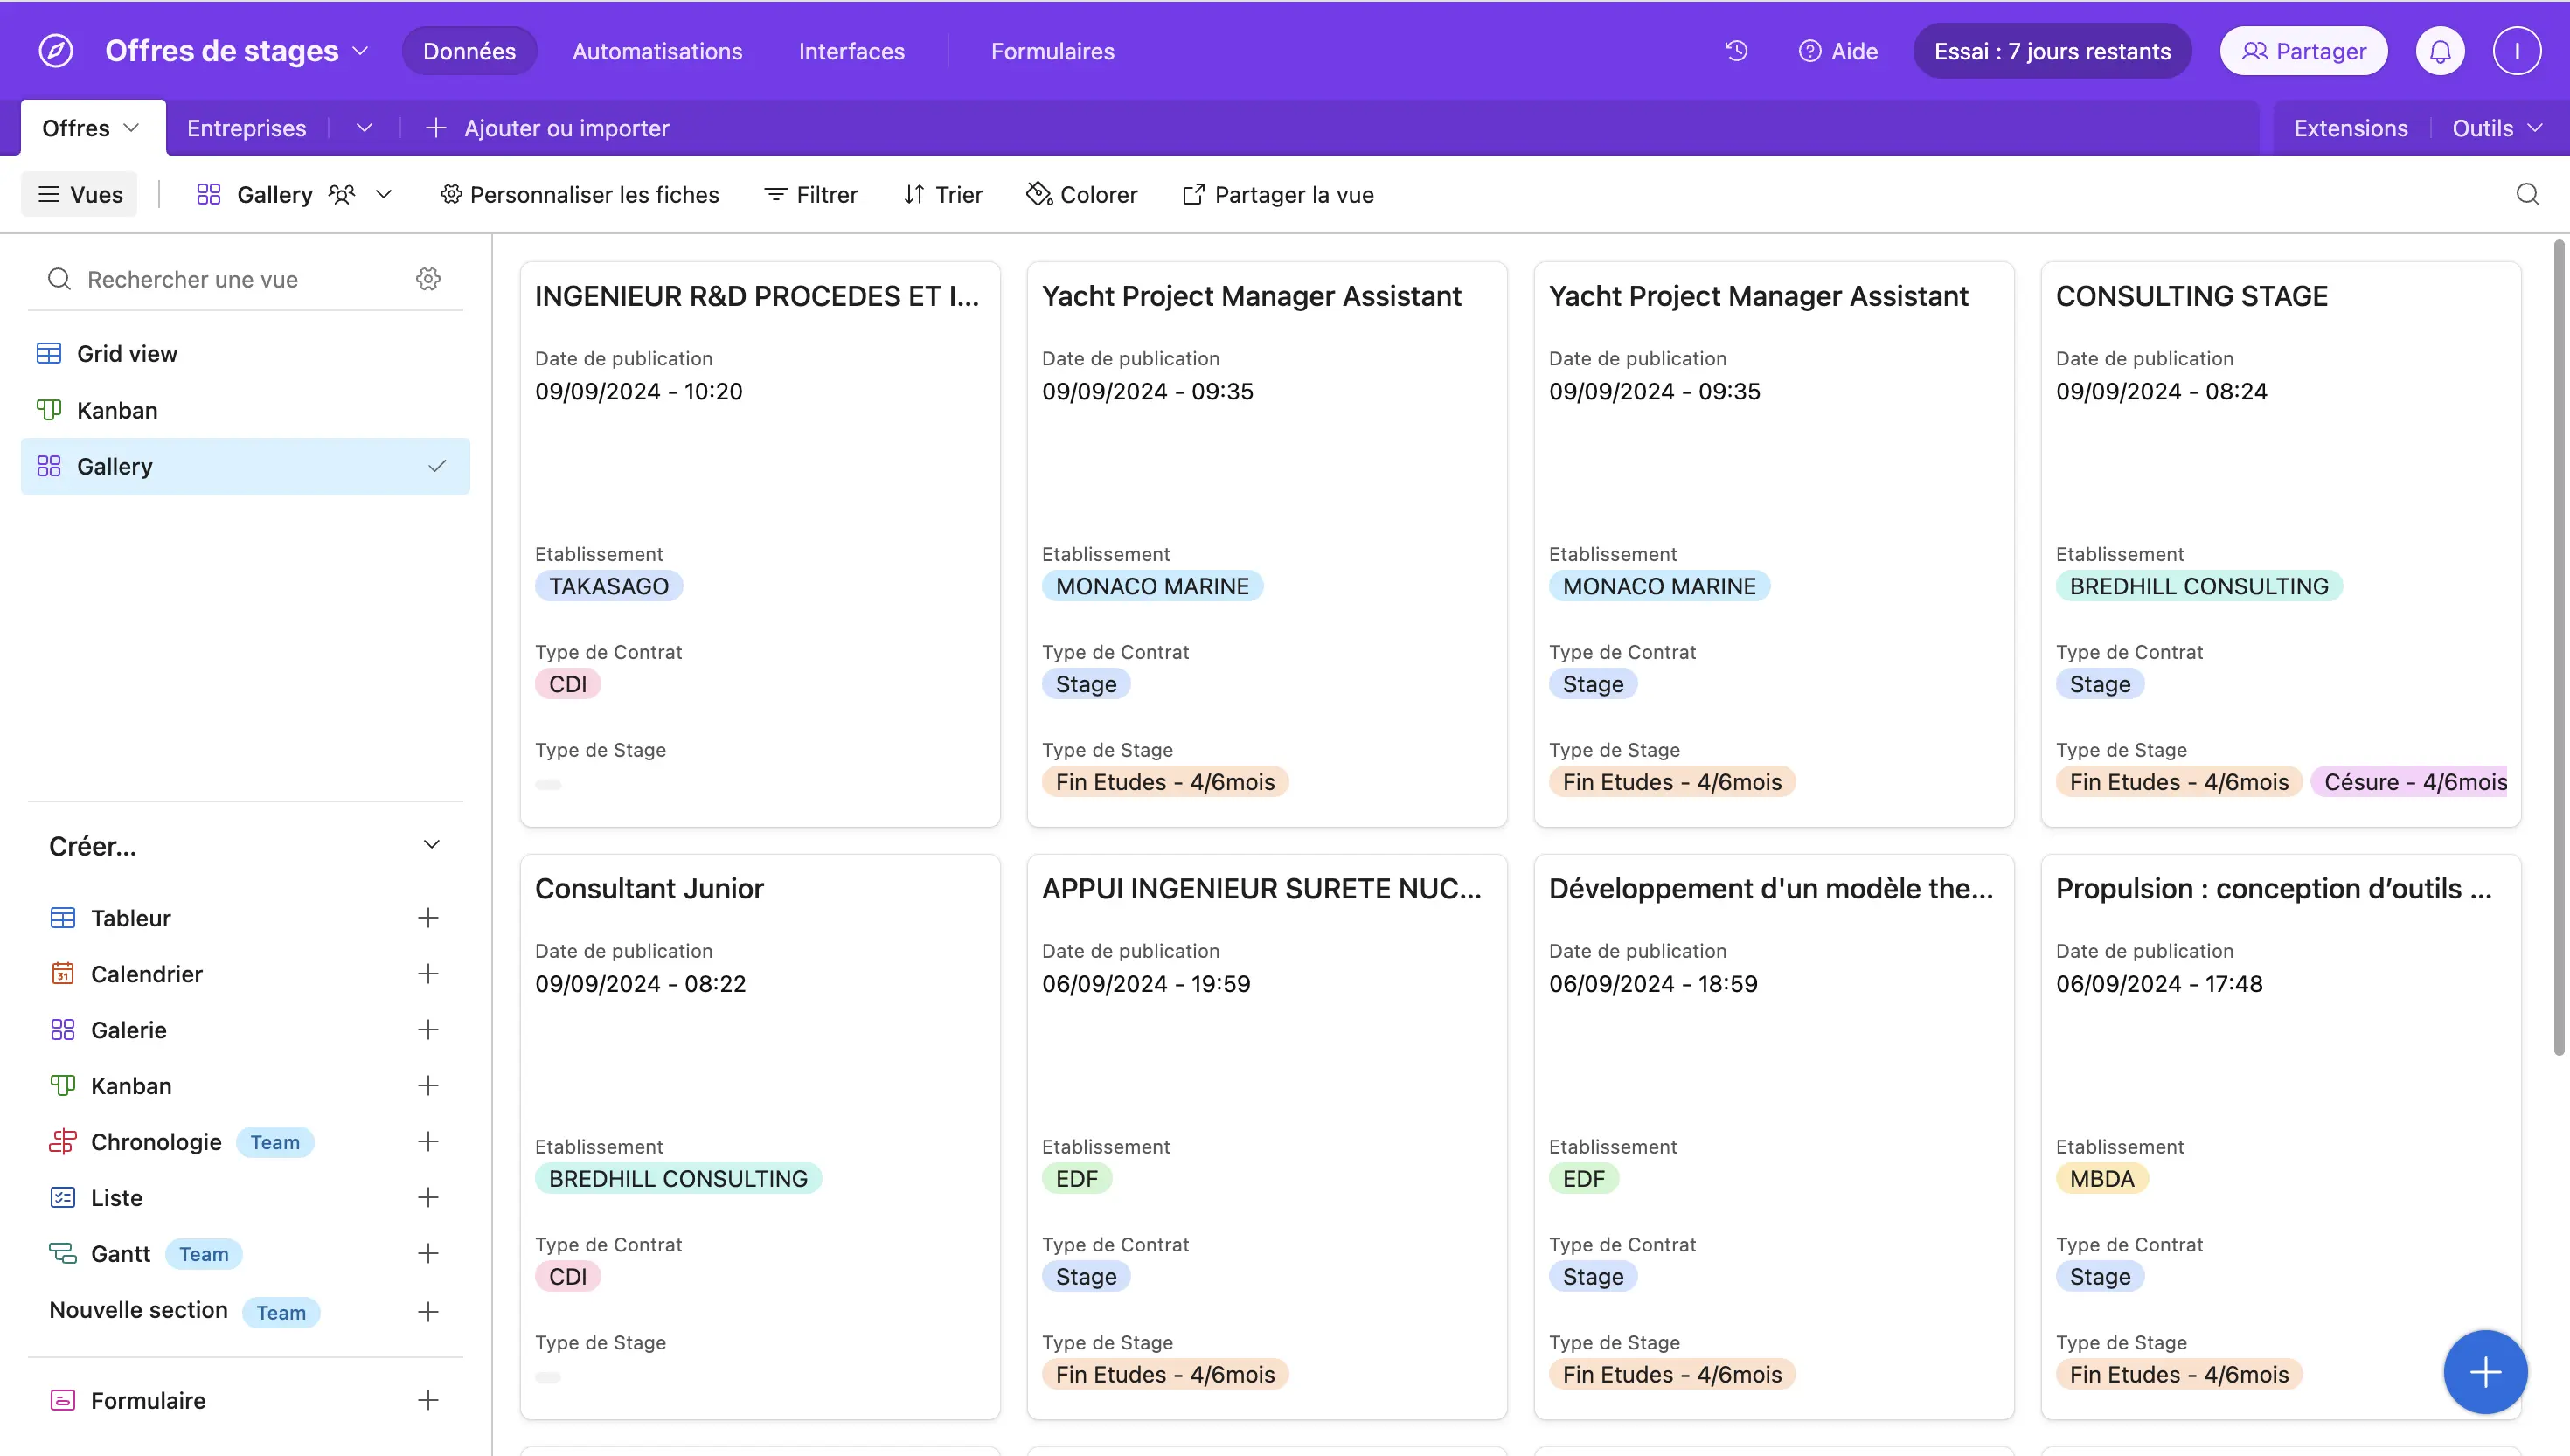 Offres de stages
Données
Automatisations
Interfaces
Formulaires
Aide
Essai : 7 jours restants
Partager
I
Offres
Entreprises
Ajouter ou importer
Extensions
Outils
Vues
Gallery
Personnaliser les fiches
Filtrer
Trier
Colorer
Partager la vue
Rechercher une vue
Grid view
Kanban
Gallery
Créer...
Tableur
31
Calendrier
Galerie
Kanban
Chronologie Team
Liste
Gantt Team
Nouvelle section Team
Formulaire
INGENIEUR R&D PROCEDES ET I...
Date de publication
09/09/2024 - 10:20
Etablissement
TAKASAGO
Type de Contrat
CDI
Type de Stage
Yacht Project Manager Assistant
Date de publication
09/09/2024 - 09:35
Etablissement
MONACO MARINE
Type de Contrat
Stage
Type de Stage
Fin Etudes - 4/6mois
Yacht Project Manager Assistant
Date de publication
09/09/2024 - 09:35
Etablissement
MONACO MARINE
Type de Contrat
Stage
Type de Stage
Fin Etudes - 4/6mois
CONSULTING STAGE
Date de publication
09/09/2024 - 08:24
Etablissement
BREDHILL CONSULTING
Type de Contrat
Stage
Type de Stage
Fin Etudes - 4/6mois Césure - 4/6mois
Consultant Junior
Date de publication
09/09/2024 - 08:22
Etablissement
BREDHILL CONSULTING
Type de Contrat
CDI
Type de Stage
APPUI INGENIEUR SURETE NUC...
Date de publication
06/09/2024 - 19:59
Etablissement
EDF
Type de Contrat
Stage
Type de Stage
Fin Etudes - 4/6mois
Développement d'un modèle the...
Date de publication
06/09/2024 - 18:59
Etablissement
EDF
Type de Contrat
Stage
Type de Stage
Fin Etudes - 4/6mois
Propulsion : conception d’outils ...
Date de publication
06/09/2024 - 17:48
Etablissement
MBDA
Type de Contrat
Stage
Type de Stage
Fin Etudes - 4/6mois